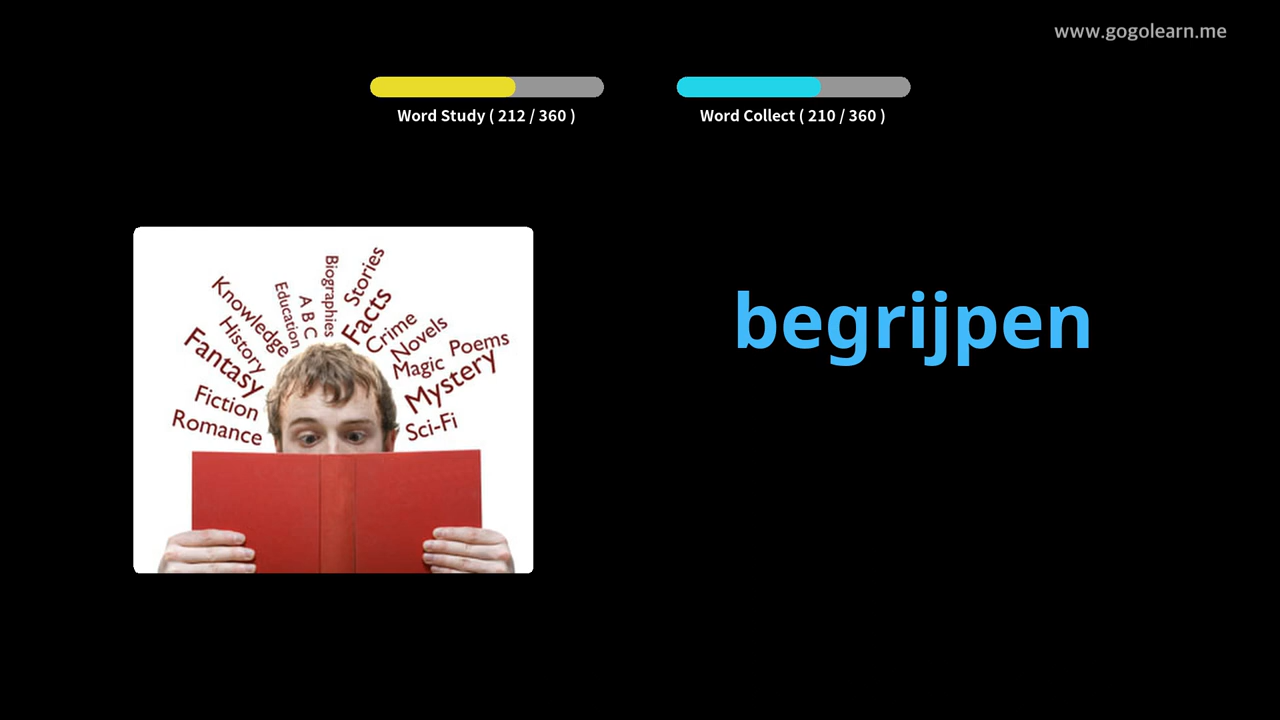 www.gogolearn.me
Word Study ( 212 / 360 )
Word Collect ( 210 / 360 )
Biographies
Stories
Knowledge
Education
A B C
Facts
History
Crime
Novels
Fantasy
Magic
Poems
Mystery
Fiction
Romance
Sci-Fi
begrijpen